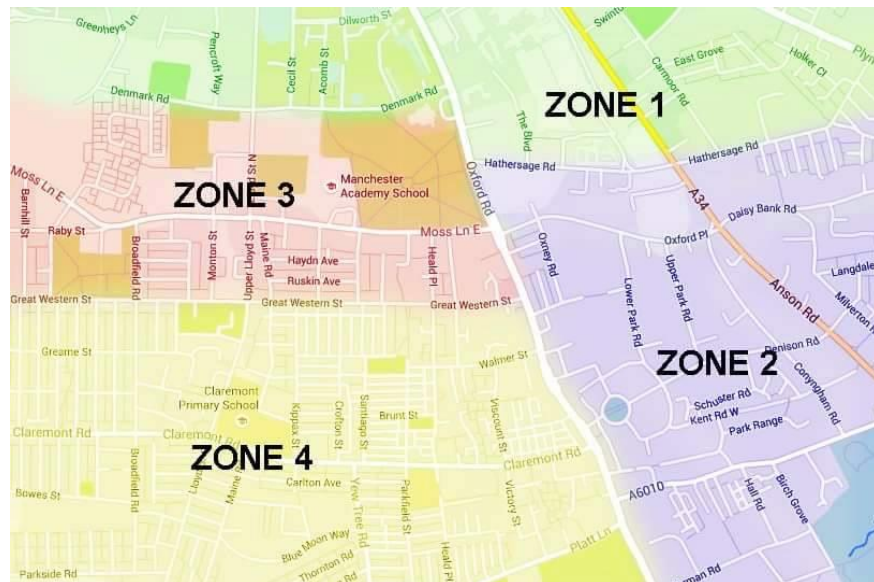 Greenheys Ln
Pencroft Way
Dilworth St
Cecil St
Acomb St
Denmark Rd
Denmark Rd
Swinto
East Grove
Carmoor Rd
Holker Cl
Plyn
ZONE 1
The Blvd
Hathersage Rd
Hathersage Rd
Oxford Rd
A34
Daisy Bank Rd
St N
Moss Ln E
Barnhill St
Raby St
ZONE 3
Manchester
Academy School
Moss Ln E
Broadfield Rd
Monton St
Upper Lloyd St
Maine Rd
Haydn Ave
Ruskin Ave
Heald Pl
Great Western St
Great Western St
Great Western St
Oxney Rd
Oxford Pl
Lower Park Rd
Upper Park Rd
Langdale
Milverton Rd
Anson Rd
Denison Rd
ZONE 2
Conyngham Rd
Schuster Rd
Kent Rd W
Park Range
Greame St
Walmer St
Claremont
Primary School
Kippax St
Crofton St
Santiago St
Brunt St
Viscount St
Claremont Rd
Claremont Rd
Claremont Rd
ZONE 4
Broadfield Rd
Lloyd
Maine R
Carlton Ave
Bowes St
Yew Tree Rd
Parkfield St
Victory St
A6010
Hall Rd
Birch Grove
Blue Moon Way
Thornton Rd
Heald Pl
Platt Ln
Parkside Rd
man Rd